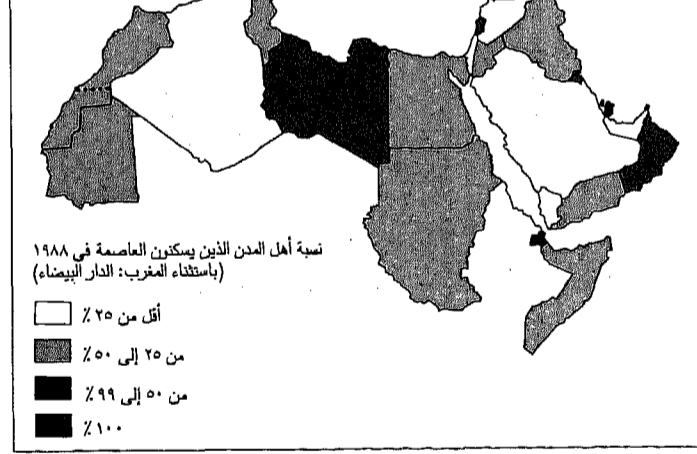 نسبة أهل المدن الذين يسكنون العاصمة في ١٩٨٨
(باستثناء المغرب: الدار البيضاء)
أقل من ٢٥ ٪
من ٢٥ إلى ٥٠ ٪
من ٥٠ إلى ٩٩ ٪
١٠٠ ٪